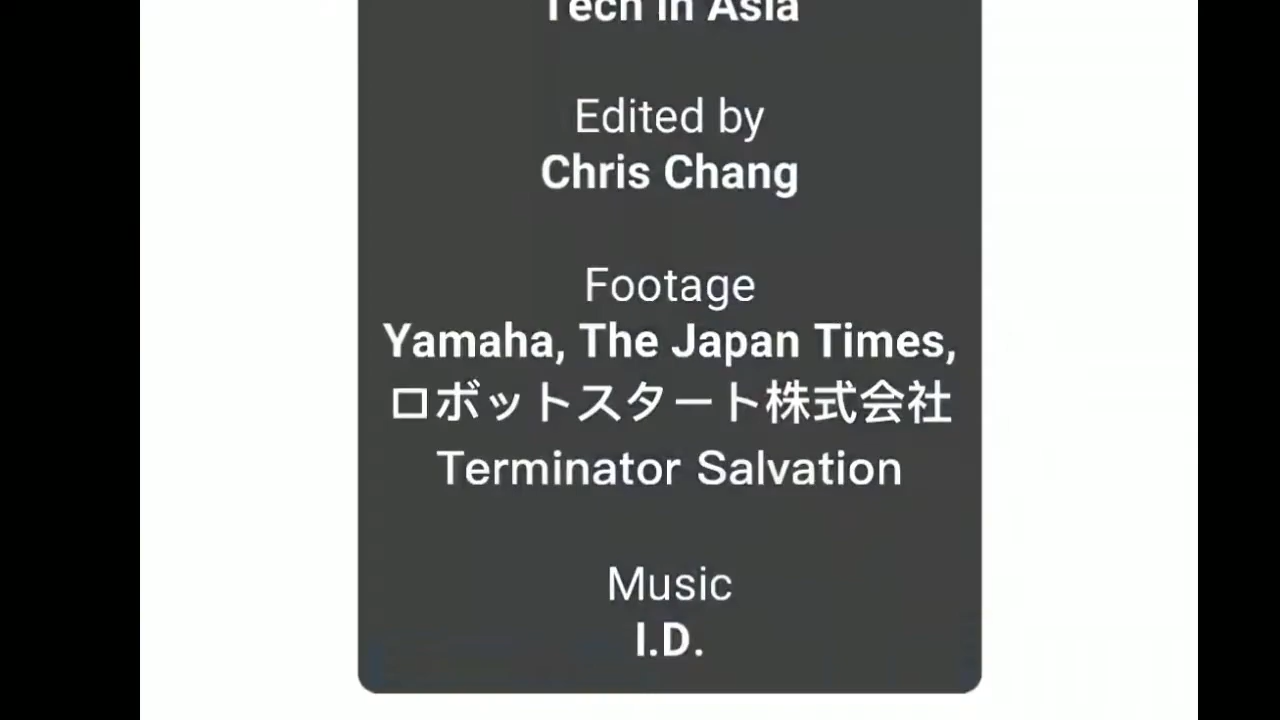 Tech in Asia
Edited by
Chris Chang
Footage
Yamaha, The Japan Times,
ロボットスタート株式会社
Terminator Salvation
Music
I.D.